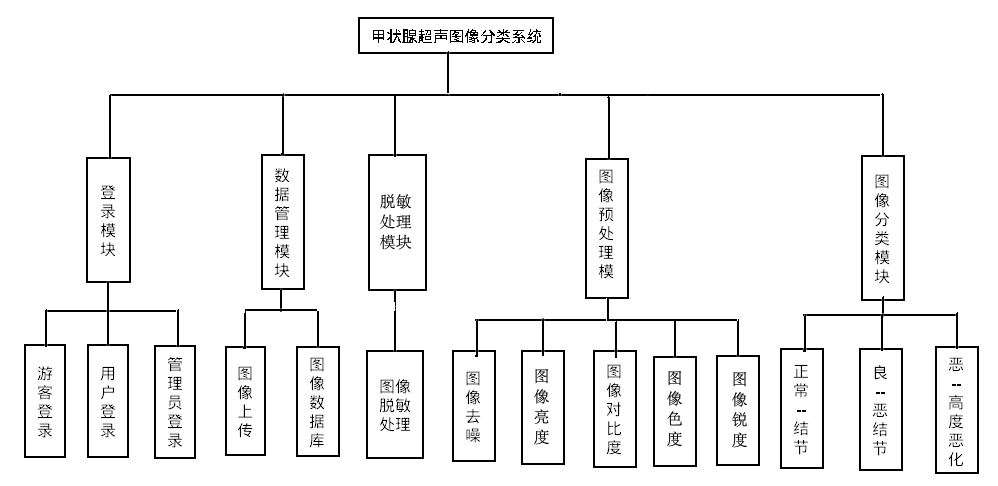 甲状腺超声图像分类系统
登录模块
数据管理模块
脱敏
处理
模块
图像预处理模
图像分类模块
游客登录
用户登录
管理员登录
图像上传
图像数据库
图像
脱敏
处理
图像去噪
图像亮度
图像对比度
图像色度
图像锐度
正常--结节
良--恶结节
恶--高度恶化